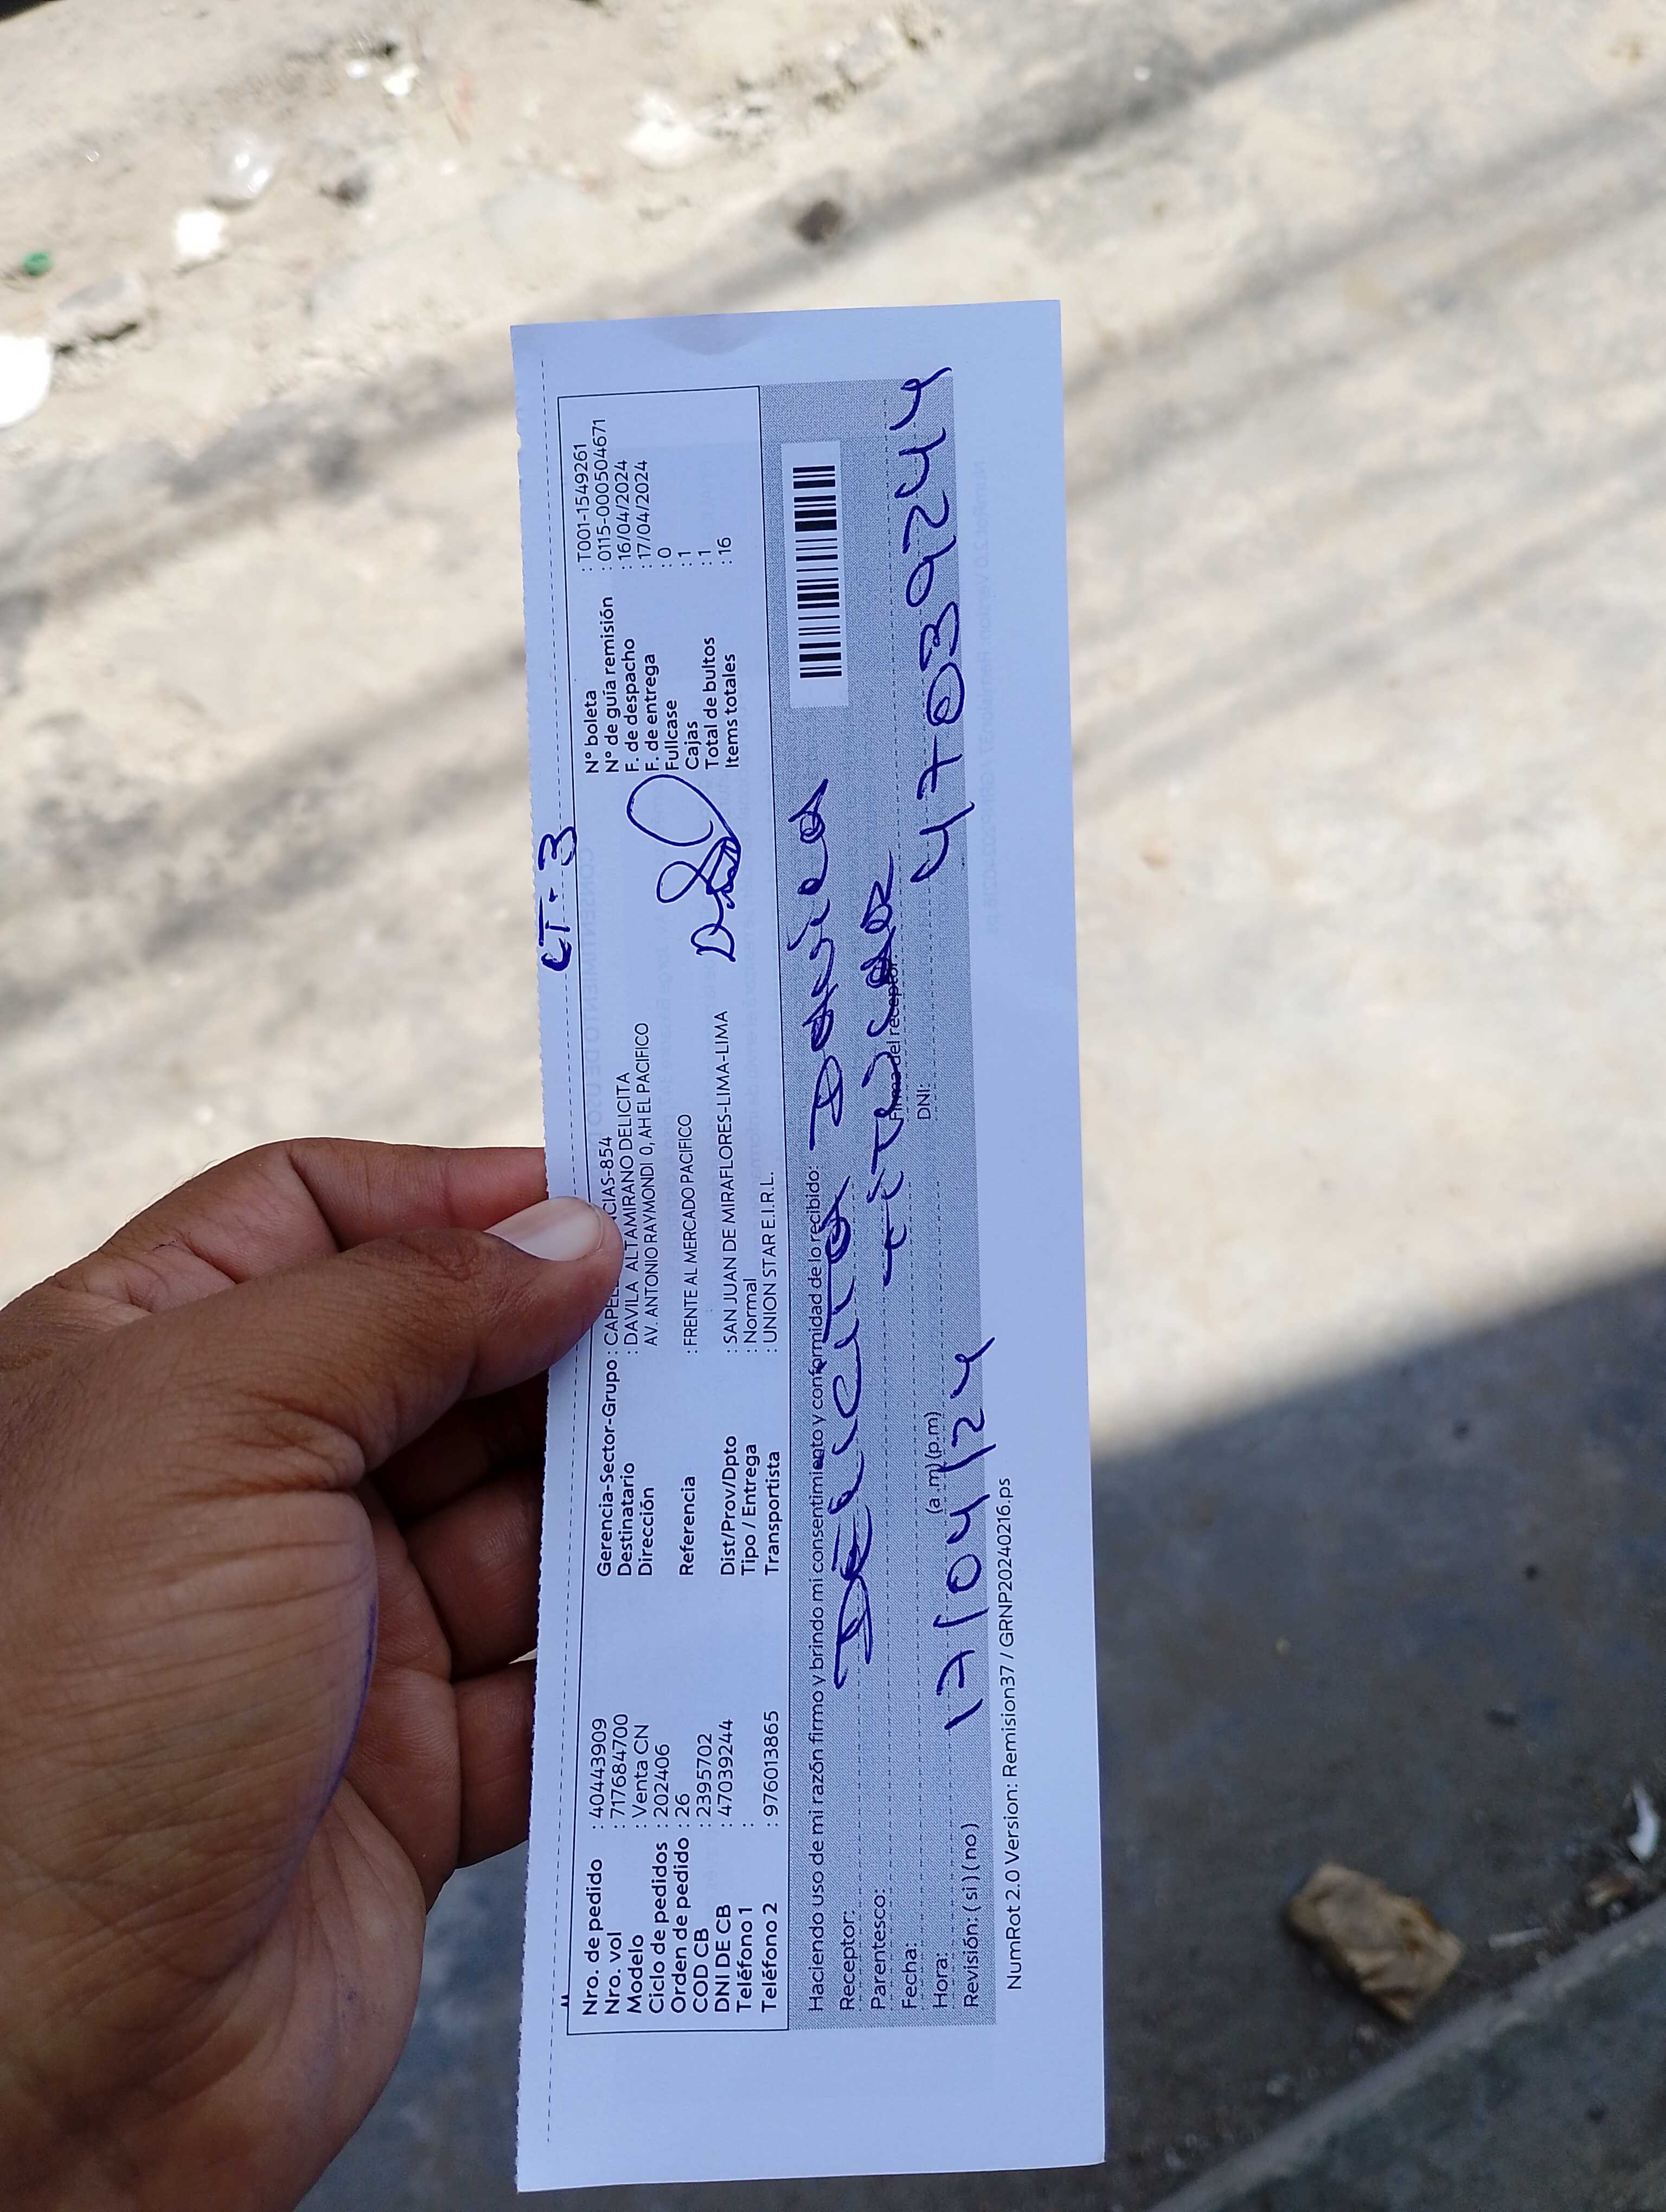 CT-3
Nro. de pedido : 40443909
Nro. vol : 717684700
Modelo : Venta CN
Ciclo de pedidos : 202406
Orden de pedido : 26
COD CB : 2395702
DNI DE CB : 47039244
Teléfono 1 :
Teléfono 2 : 976013865
Gerencia-Sector-Grupo : CIAS-854
Destinatario : DAVILA ALTAMIRANO DELICITA
Dirección AV. ANTONIO RAYMONDI 0, AH EL PACIFICO
Referencia : FRENTE AL MERCADO PACIFICO
Dist/Prov/Dpto : SAN JUAN DE MIRAFLORES-LIMA-LIMA
Tipo / Entrega : Normal
Transportista : UNION STAR E.I.R.L.
N° boleta : T001-1549261
N° de guía remisión : 0115-0005504671
F. de despacho : 16/04/2024
F. de entrega : 17/04/2024
Fullcase : 0
Cajas : 1
Total de bultos : 1
Items totales : 16
Haciendo uso de mi razón firmo y brindo mi consentimiento y conformidad de lo recibido:
Receptor: Delicita Davila
Parentesco: titular
Firma del receptor
Fecha: 17/04/24
DNI: 47039244
Hora: (a.m) (p.m)
Revisión: ( si ) ( no )
NumRot 2.0 Version: Remision37 / GRNP20240216.ps